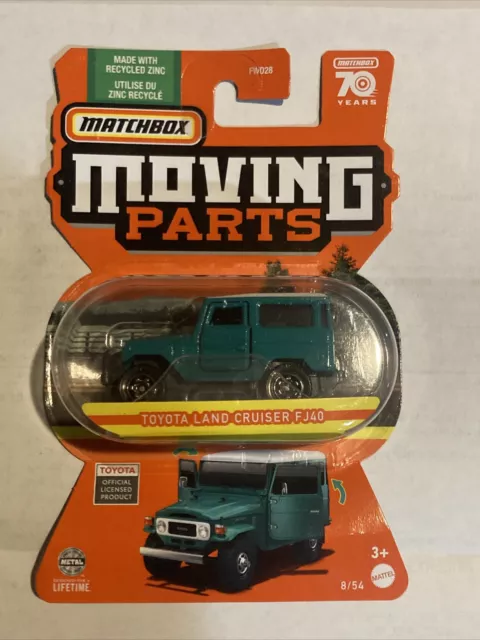 MADE WITH
RECYCLED ZINC
UTILISE DU
ZINC RECYCLÉ
FWD28
MATCHBOX
70
YEARS
MATCHBOX
MOVING
PARTS
TOYOTA LAND CRUISER FJ40
TOYOTA
OFFICIAL
LICENSED
PRODUCT
METAL
LIFETIME.
3+
8/54
MATTEL